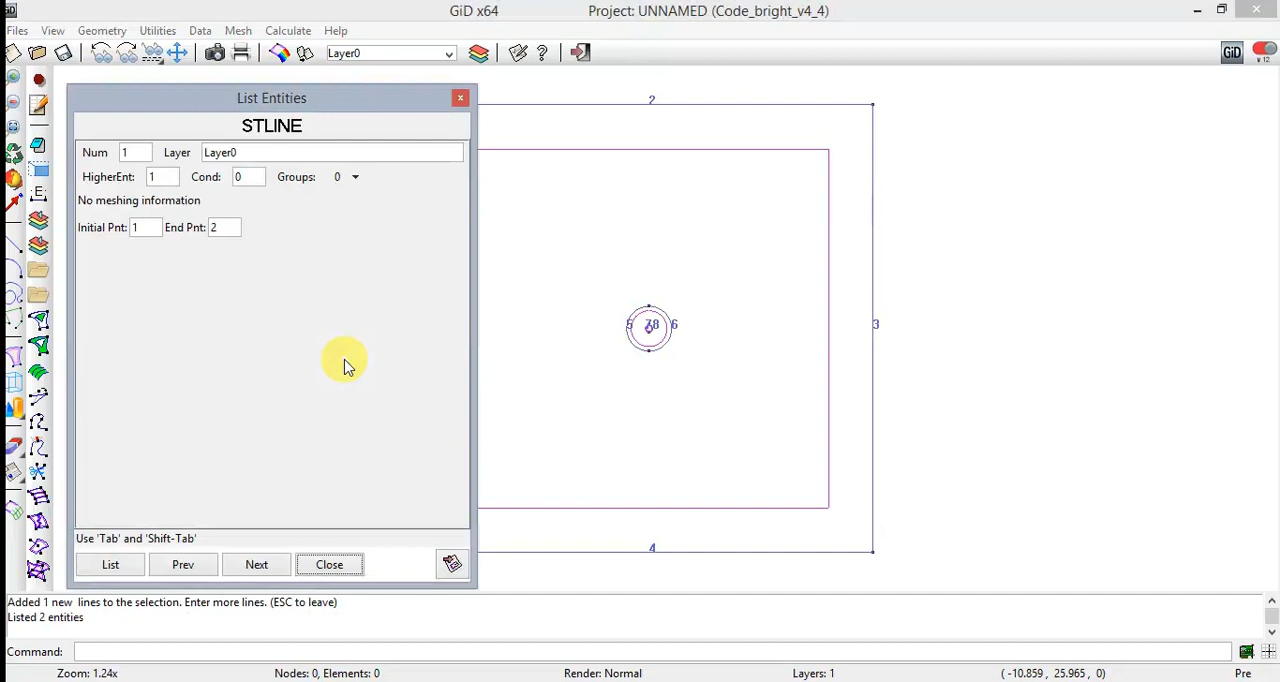 GiD
GiD x64
Project: UNNAMED (Code_bright_v4_4)
Files View Geometry Utilities Data Mesh Calculate Help
Layer0
GiD
v 12
List Entities
STLINE
Num 1 Layer Layer0
HigherEnt: 1 Cond: 0 Groups: 0
No meshing information
Initial Pnt: 1 End Pnt: 2
Use 'Tab' and 'Shift-Tab'
List Prev Next Close
2
3
4
5 78 6
Added 1 new lines to the selection. Enter more lines. (ESC to leave)
Listed 2 entities
Command:
Zoom: 1.24x Nodes: 0, Elements: 0 Render: Normal Layers: 1 (-10.859, 25.965, 0) Pre